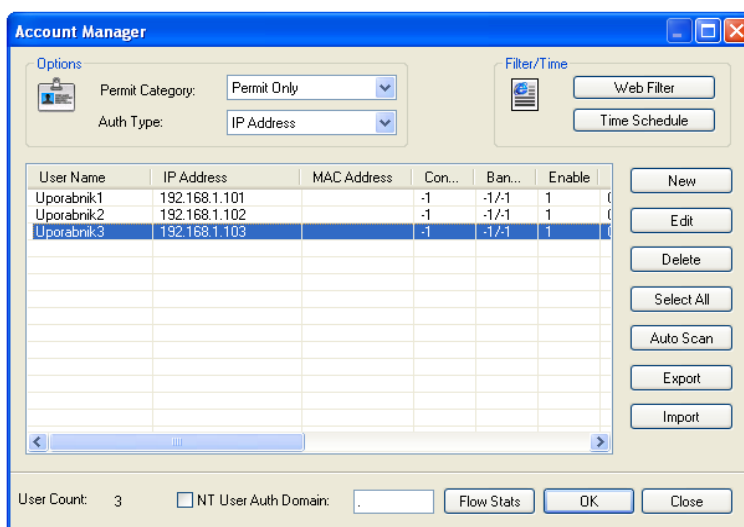 Account Manager
Options
Filter/Time
Permit Category: Permit Only
Web Filter
Auth Type: IP Address
Time Schedule
User Name IP Address MAC Address Con... Ban... Enable
Uporabnik1 192.168.1.101 -1 -1/-1 1
Uporabnik2 192.168.1.102 -1 -1/-1 1
Uporabnik3 192.168.1.103 -1 -1/-1 1
New
Edit
Delete
Select All
Auto Scan
Export
Import
User Count: 3 NT User Auth Domain: . Flow Stats OK Close